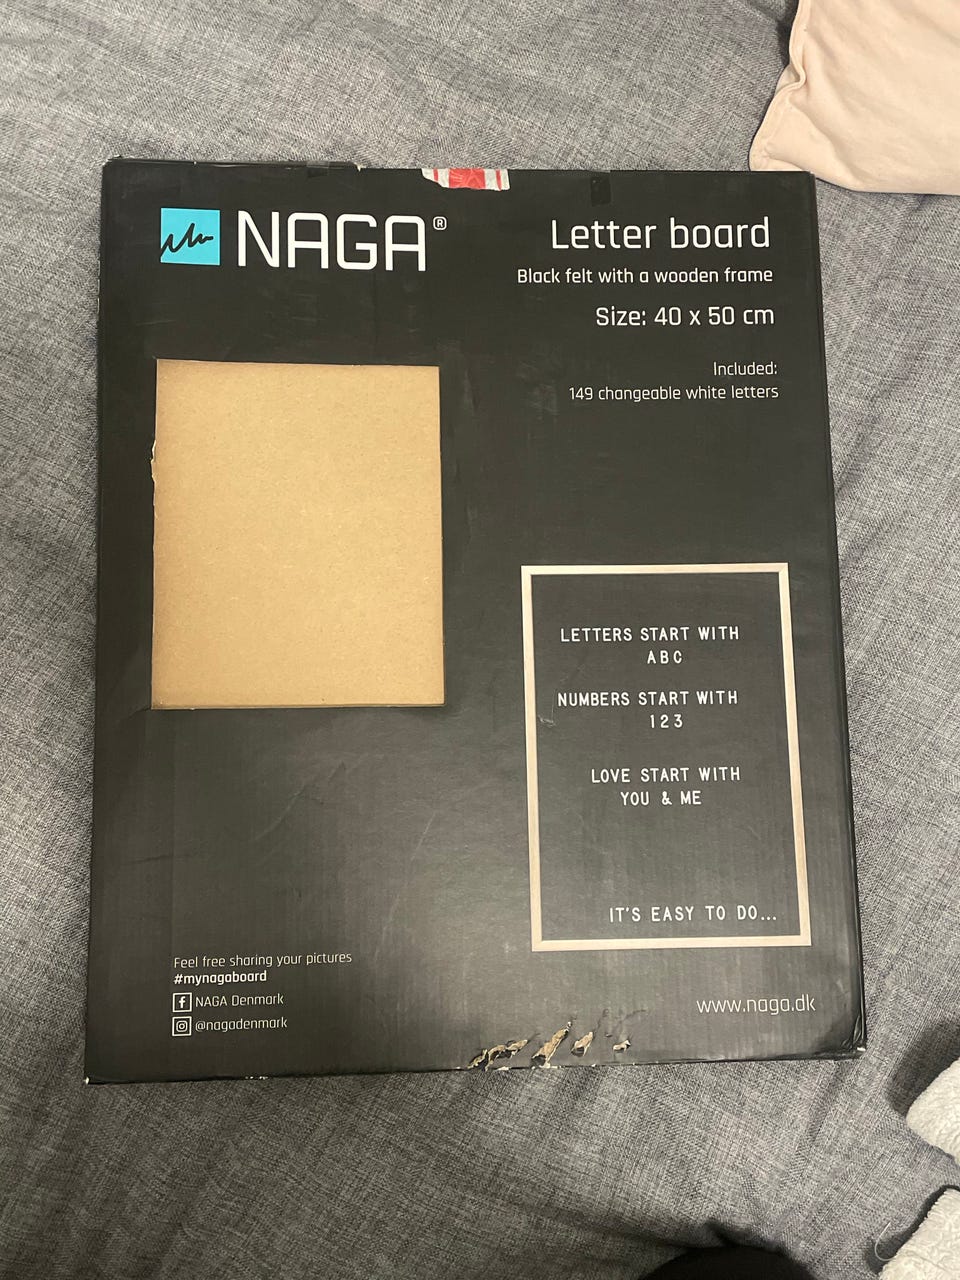 NAGA®
Letter board
Black felt with a wooden frame
Size: 40 x 50 cm
Included:
149 changeable white letters
LETTERS START WITH
ABC
NUMBERS START WITH
123
LOVE START WITH
YOU & ME
IT'S EASY TO DO...
Feel free sharing your pictures
#mynagaboard
NAGA Denmark
@nagadenmark
www.naga.dk